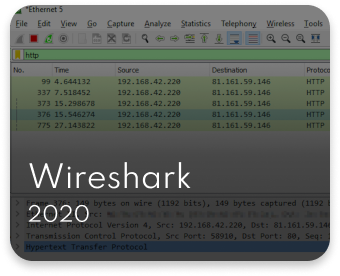 *Ethernet 5
File Edit View Go Capture Analyze Statistics Telephony Wireless Tools
http
No. Time Source Destination Protoco
99 4.644132 192.168.42.220 81.161.59.146 HTTP
337 7.518452 192.168.42.220 81.161.59.146 HTTP
373 15.298678 192.168.42.220 81.161.59.146 HTTP
376 15.546274 192.168.42.220 81.161.59.146 HTTP
775 27.143822 192.168.42.220 81.161.59.146 HTTP
Wireshark
> Frame 376: 149 bytes on wire (1192 bits), 149 bytes captured (1192 b
2020
> Internet Protocol Version 4, Src: 192.168.42.220, Dst: 81.161.59.146
> Transmission Control Protocol, Src Port: 58910, Dst Port: 80, Seq:
> Hypertext Transfer Protocol